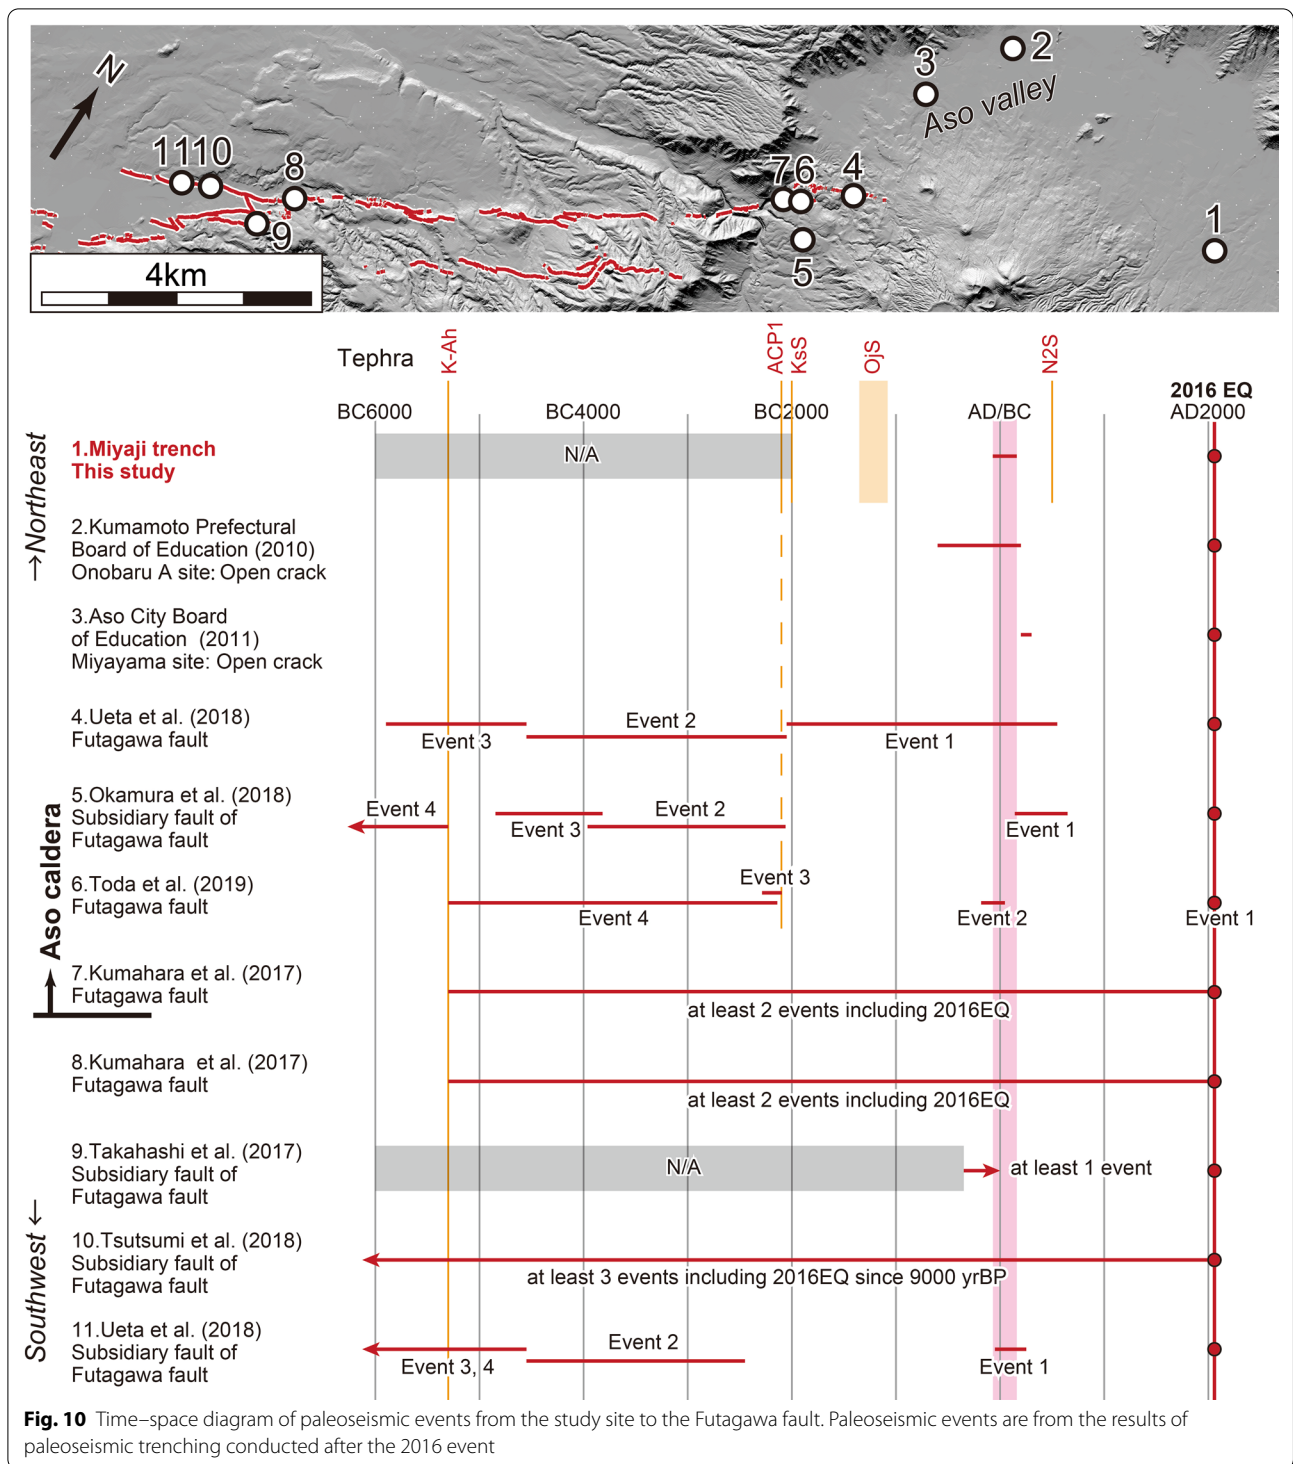 N
1110
8
9
7 6
4
5
3
2
Aso valley
1
4km
Tephra
K-Ah
ACP1
KsS
OjS
N2S
2016 EQ
BC6000
BC4000
BC2000
AD/BC
AD2000
→Northeast
1.Miyaji trench
This study
N/A
2.Kumamoto Prefectural
Board of Education (2010)
Onobaru A site: Open crack
3.Aso City Board
of Education (2011)
Miyayama site: Open crack
4.Ueta et al. (2018)
Futagawa fault
Event 3
Event 2
Event 1
Aso caldera
5.Okamura et al. (2018)
Subsidiary fault of
Futagawa fault
Event 4
Event 3
Event 2
Event 1
6.Toda et al. (2019)
Futagawa fault
Event 3
Event 4
Event 2
Event 1
7.Kumahara et al. (2017)
Futagawa fault
at least 2 events including 2016EQ
8.Kumahara et al. (2017)
Futagawa fault
at least 2 events including 2016EQ
9.Takahashi et al. (2017)
Subsidiary fault of
Futagawa fault
N/A
at least 1 event
Southwest ←
10.Tsutsumi et al. (2018)
Subsidiary fault of
Futagawa fault
at least 3 events including 2016EQ since 9000 yrBP
11.Ueta et al. (2018)
Subsidiary fault of
Futagawa fault
Event 3, 4
Event 2
Event 1
Fig. 10 Time–space diagram of paleoseismic events from the study site to the Futagawa fault. Paleoseismic events are from the results of
paleoseismic trenching conducted after the 2016 event